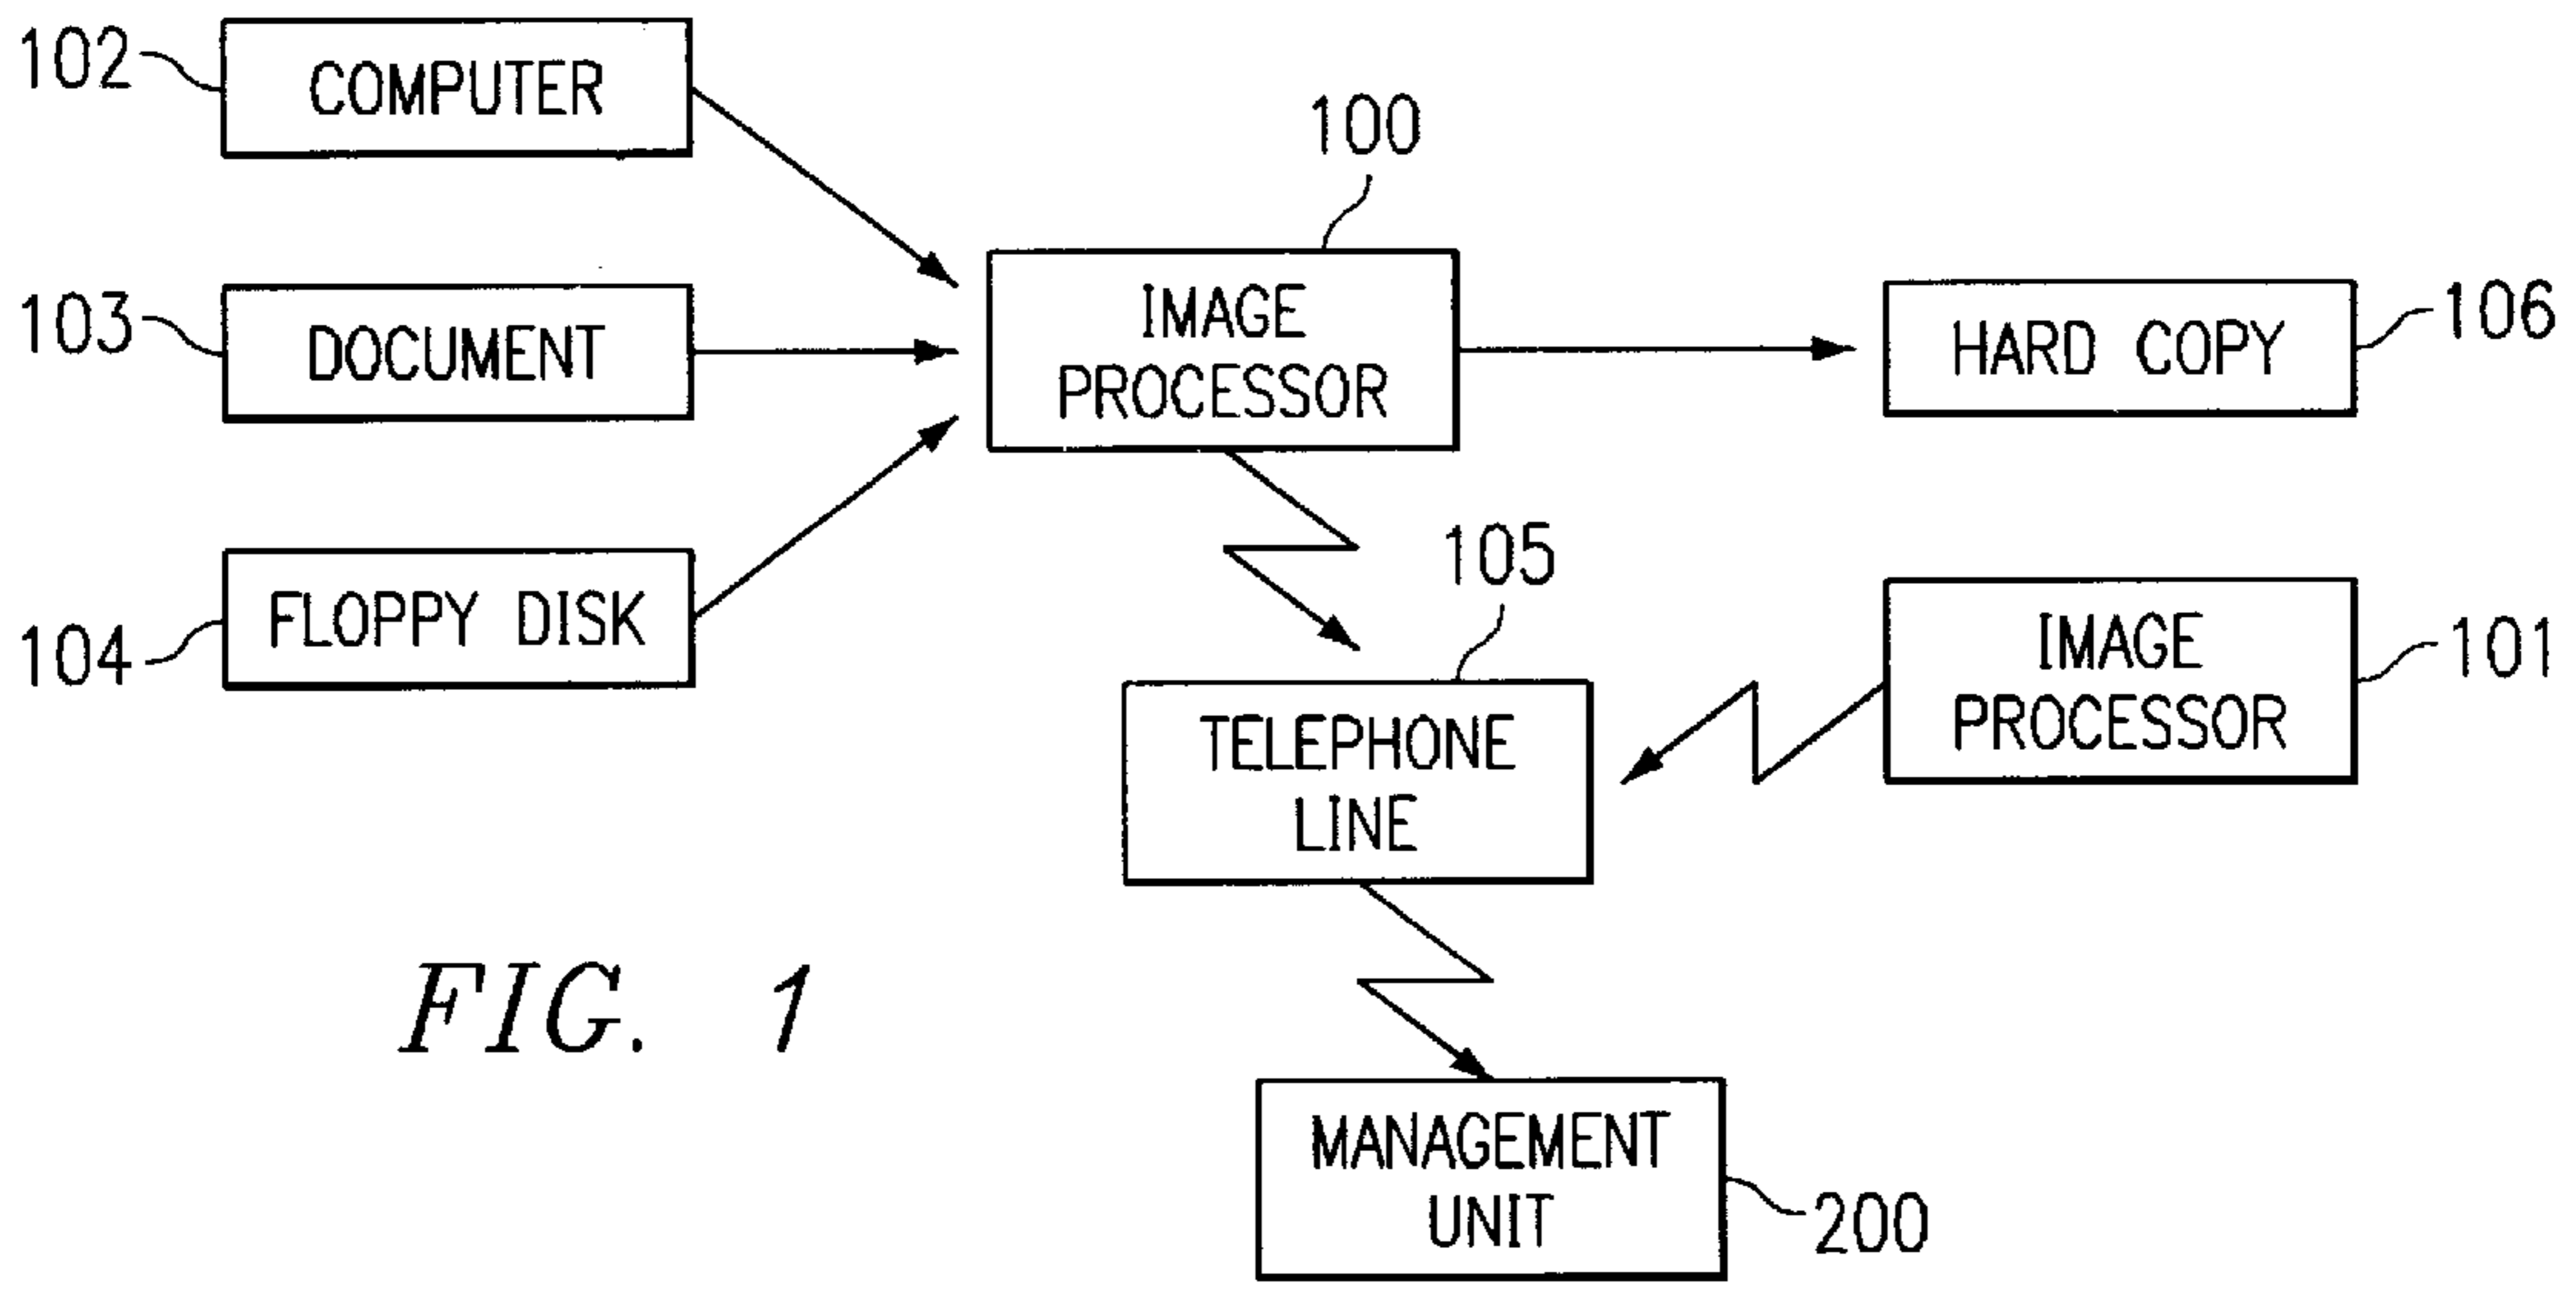 102
COMPUTER
100
103
DOCUMENT
IMAGE
PROCESSOR
HARD COPY
106
104
FLOPPY DISK
105
TELEPHONE
LINE
IMAGE
PROCESSOR
101
FIG. 1
MANAGEMENT
UNIT
200